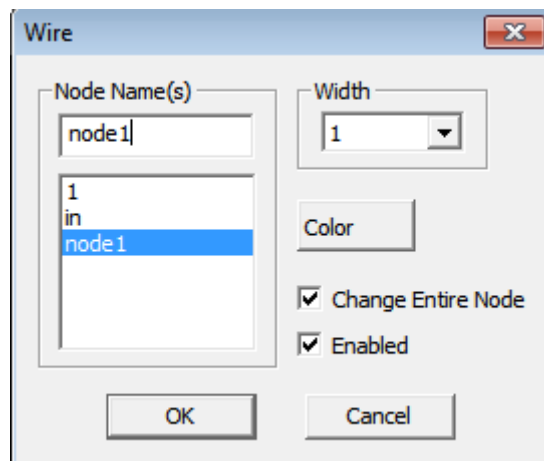 Wire
Node Name(s)
node1
1
in
node1
Width
1
Color
Change Entire Node
Enabled
OK
Cancel